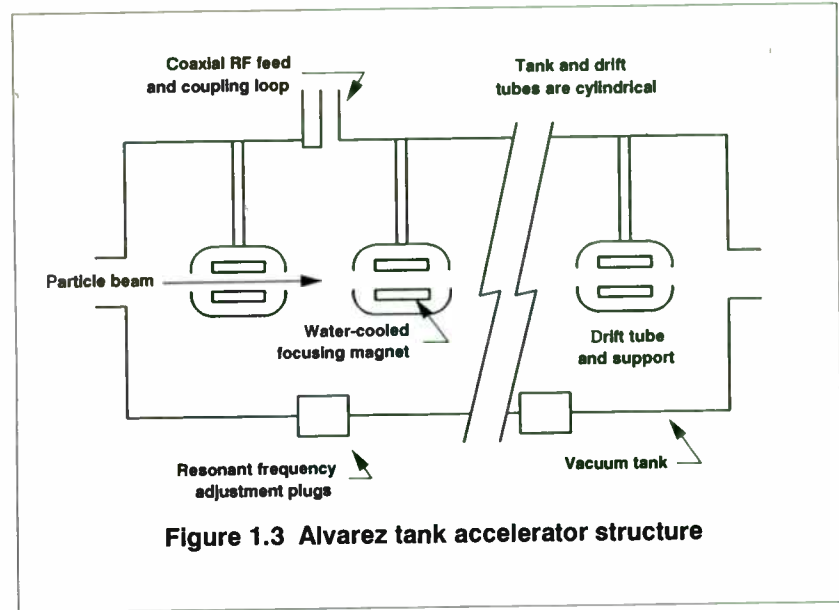 Coaxial RF feed
and coupling loop
Tank and drift
tubes are cylindrical
Particle beam
Water-cooled
focusing magnet
Drift tube
and support
Resonant frequency
adjustment plugs
Vacuum tank
Figure 1.3 Alvarez tank accelerator structure